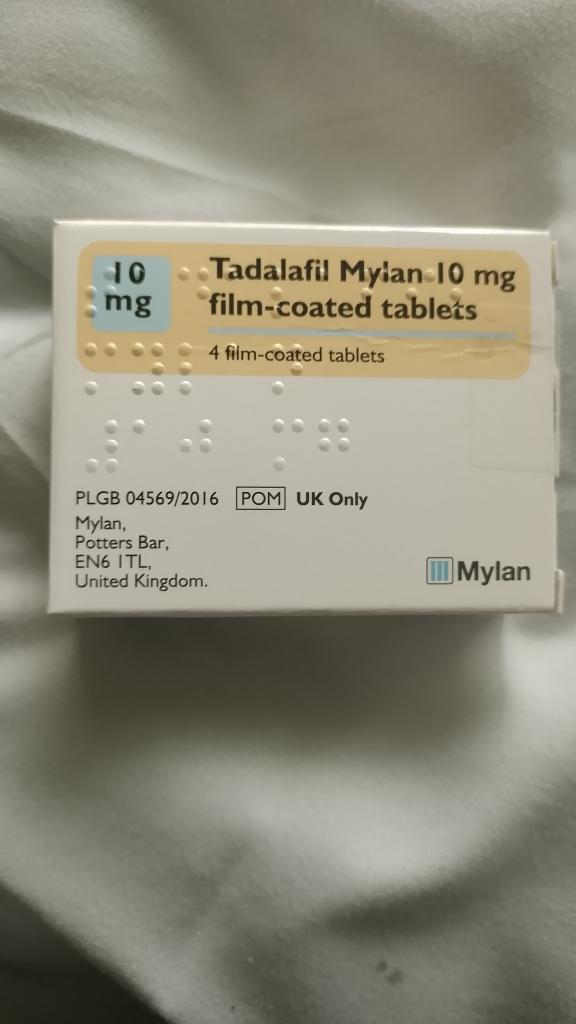 10
mg
Tadalafil Mylan 10 mg
film-coated tablets
4 film-coated tablets
PLGB 04569/2016 POM UK Only
Mylan,
Potters Bar,
EN6 1TL,
United Kingdom.
Mylan